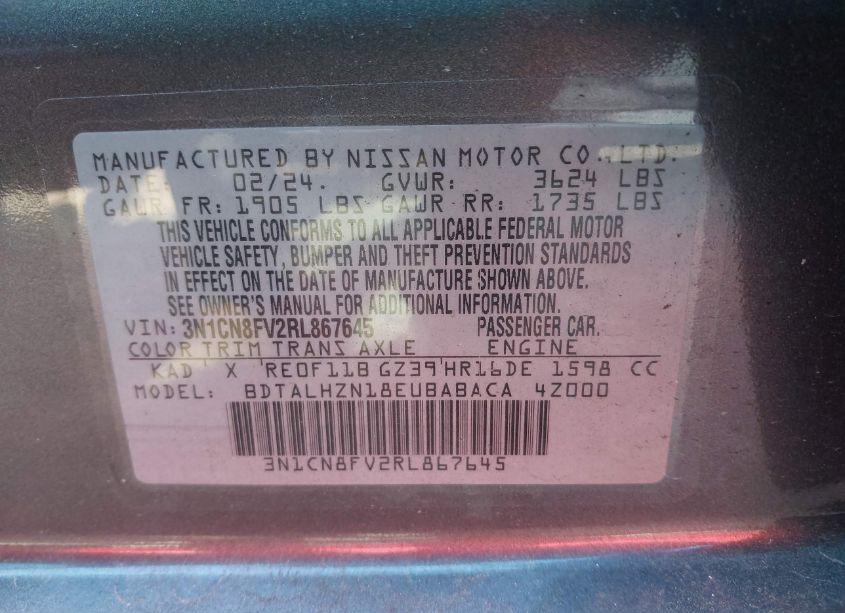 MANUFACTURED BY NISSAN MOTOR CO., LTD.
DATE: 02/24. GVWR: 3624 LBS
GAWR FR: 1905 LBS GAWR RR: 1735 LBS
THIS VEHICLE CONFORMS TO ALL APPLICABLE FEDERAL MOTOR
VEHICLE SAFETY, BUMPER AND THEFT PREVENTION STANDARDS
IN EFFECT ON THE DATE OF MANUFACTURE SHOWN ABOVE.
SEE OWNER'S MANUAL FOR ADDITIONAL INFORMATION.
VIN: 3N1CN8FV2RL867645 PASSENGER CAR.
COLOR TRIM TRANS AXLE ENGINE
KAD X RE0F11B GZ39 HR16DE 1598 CC
MODEL: BDTALHZN18EUBABACA 4Z000
3N1CN8FV2RL867645